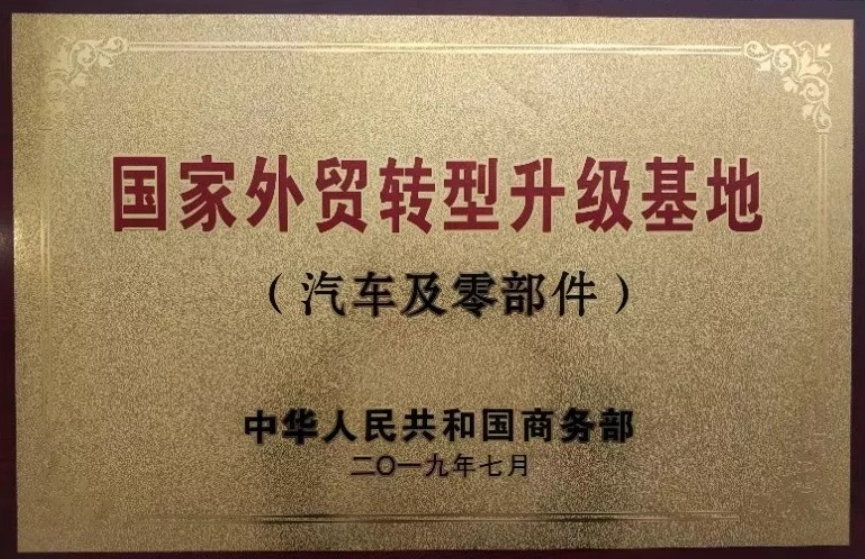 国家外贸转型升级基地
（汽车及零部件）
中华人民共和国商务部
二〇一九年七月